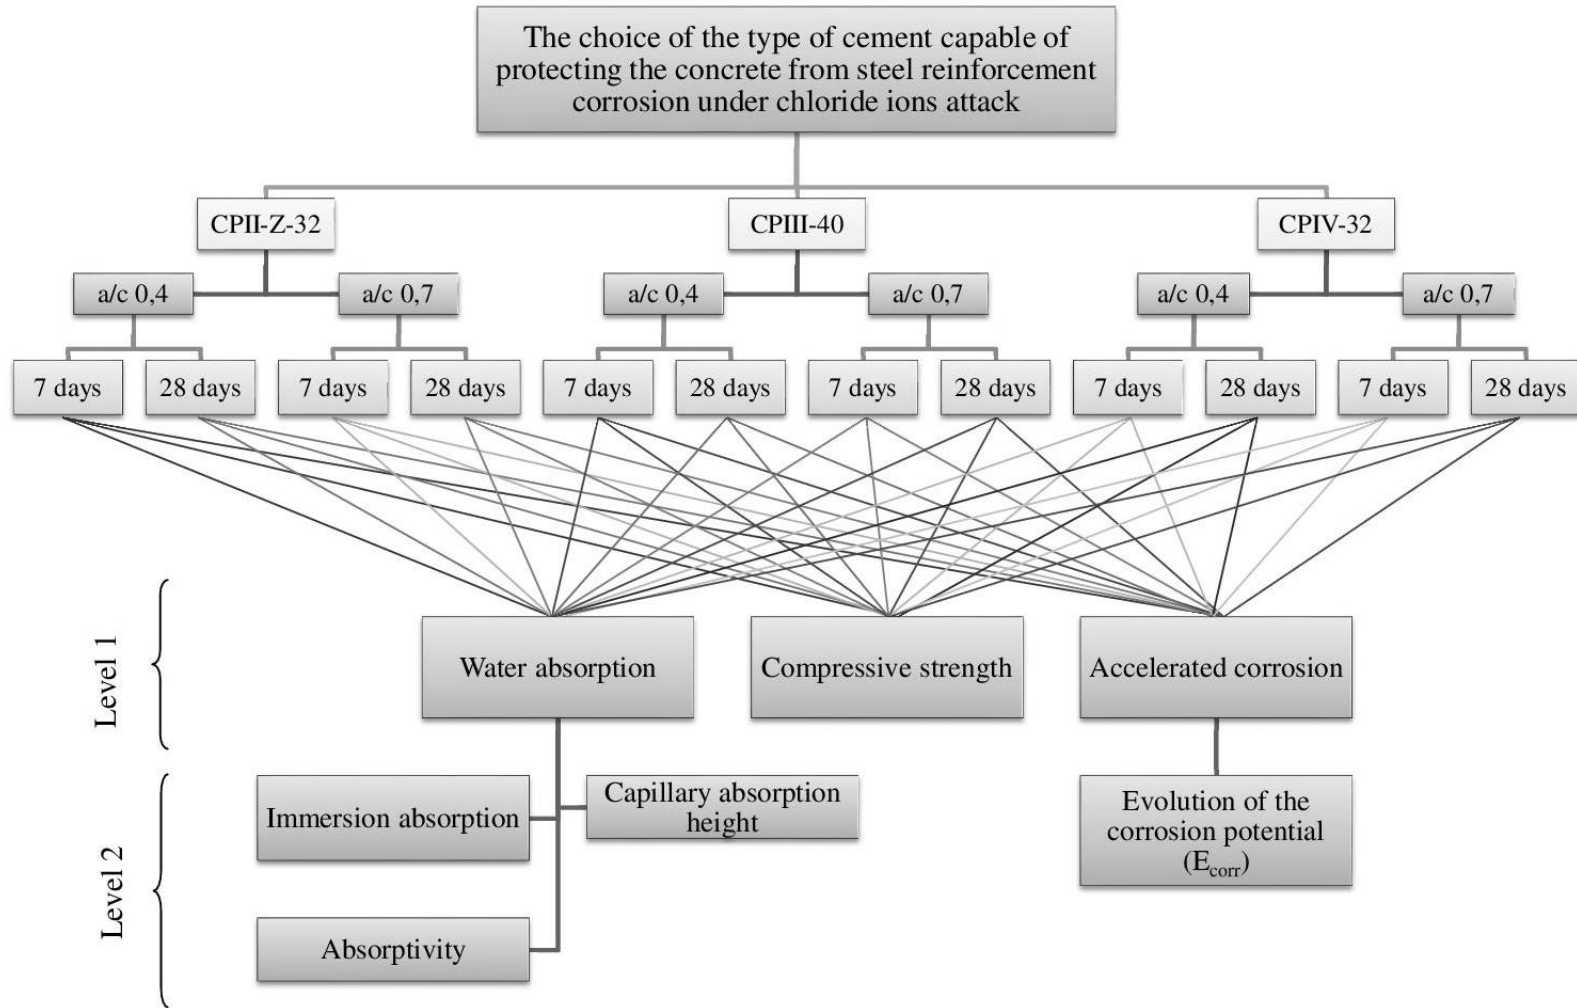 The choice of the type of cement capable of
protecting the concrete from steel reinforcement
corrosion under chloride ions attack
CPII-Z-32
CPIII-40
CPIV-32
a/c 0,4
a/c 0,7
a/c 0,4
a/c 0,7
a/c 0,4
a/c 0,7
7 days
28 days
7 days
28 days
7 days
28 days
7 days
28 days
7 days
28 days
7 days
28 days
Level 1
Water absorption
Compressive strength
Accelerated corrosion
Level 2
Immersion absorption
Capillary absorption
height
Evolution of the
corrosion potential
(Ecorr)
Absorptivity